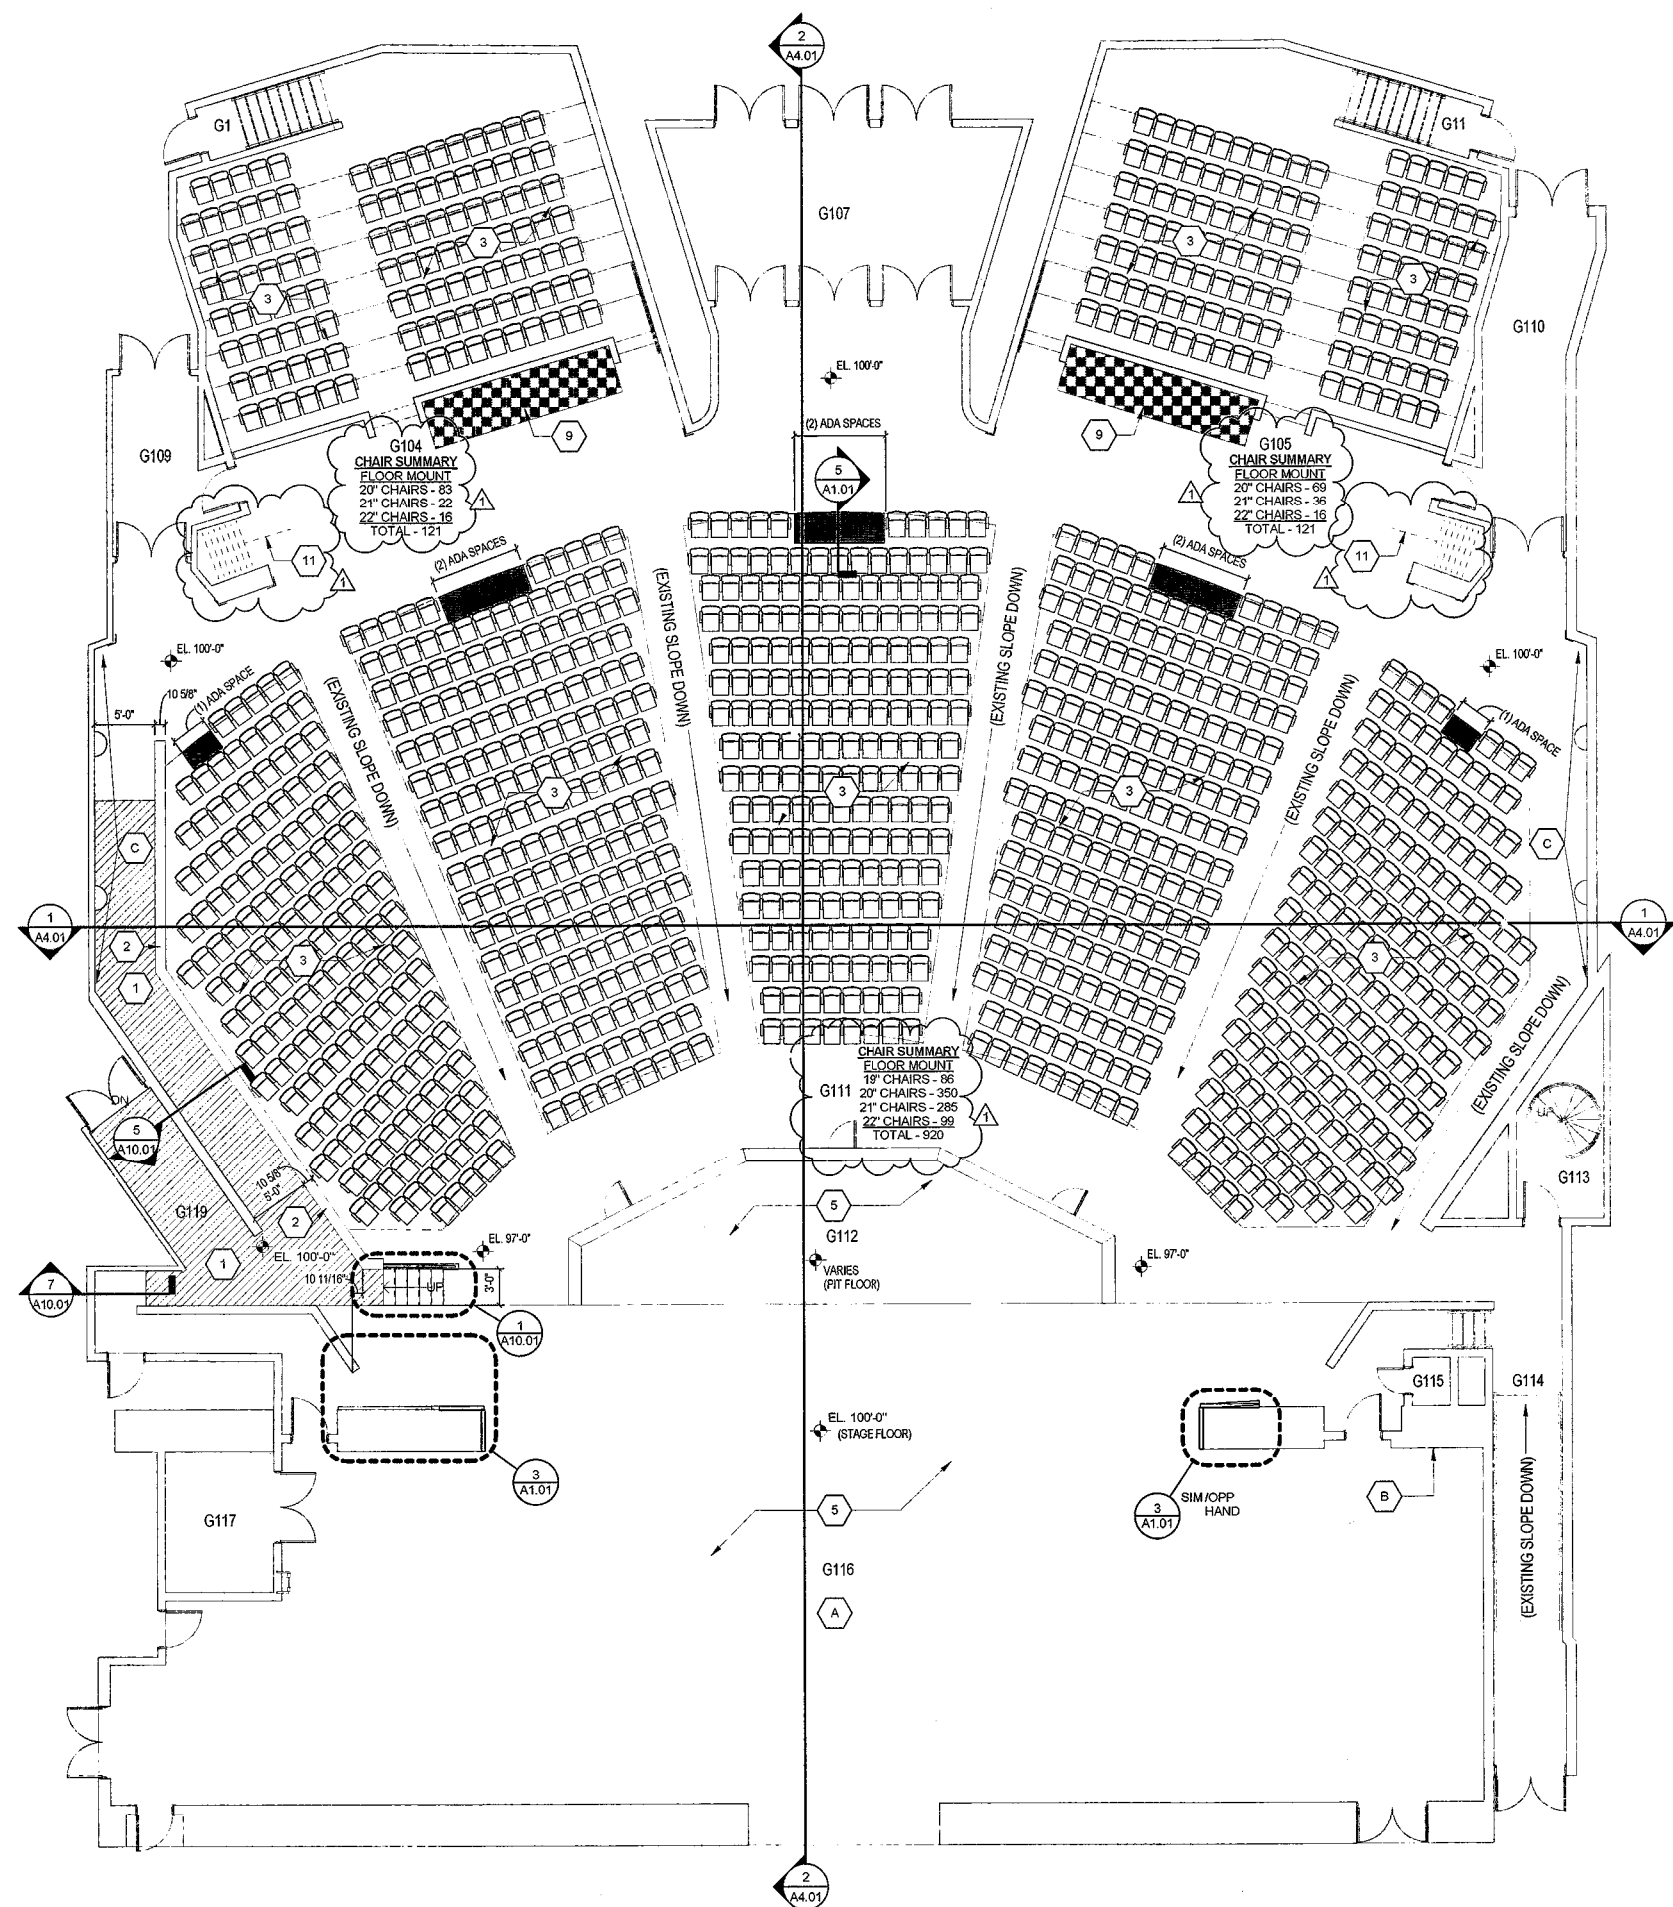 2
A4.01
G1
G11
G107
3
3
3
3
G110
EL. 100'-0"
(2) ADA SPACES
5
A1.01
G109
9
9
G104
CHAIR SUMMARY
FLOOR MOUNT
20" CHAIRS - 83
21" CHAIRS - 22
22" CHAIRS - 16
TOTAL - 121
1
G105
CHAIR SUMMARY
FLOOR MOUNT
20" CHAIRS - 69
21" CHAIRS - 36
22" CHAIRS - 16
TOTAL - 121
1
11
1
11
1
(2) ADA SPACES
(2) ADA SPACES
(EXISTING SLOPE DOWN)
(EXISTING SLOPE DOWN)
EL. 100'-0"
EL. 100'-0"
10 5/8"
(1) ADA SPACE
5'-0"
(EXISTING SLOPE DOWN)
(EXISTING SLOPE DOWN)
(1) ADA SPACE
3
3
3
C
C
1
A4.01
1
A4.01
2
3
3
1
(EXISTING SLOPE DOWN)
CHAIR SUMMARY
FLOOR MOUNT
G111
19" CHAIRS - 86
20" CHAIRS - 350
21" CHAIRS - 285
22" CHAIRS - 99
TOTAL - 920
1
DN
5
A10.01
UP
G113
10 5/8"
5'-0"
G119
2
5
G112
EL. 100'-0"
EL. 97'-0"
EL. 97'-0"
1
VARIES
(PIT FLOOR)
10 11/16"
UP
3'-0"
7
A10.01
1
A10.01
G115
G114
EL. 100'-0"
(STAGE FLOOR)
3
A1.01
3
A1.01
SIM/OPP
HAND
B
G117
5
(EXISTING SLOPE DOWN)
G116
A
2
A4.01